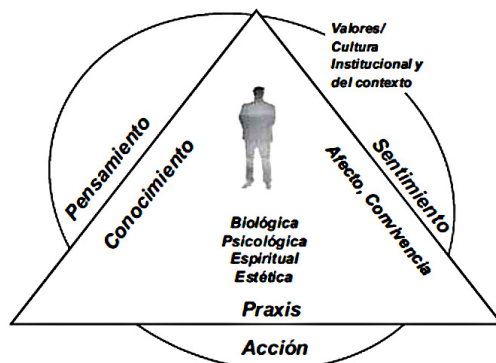 Valores/
Cultura
Institucional y
del contexto
Pensamiento
Conocimiento
Sentimiento
Afecto, Convivencia
Biológica
Psicológica
Espiritual
Estética
Praxis
Acción